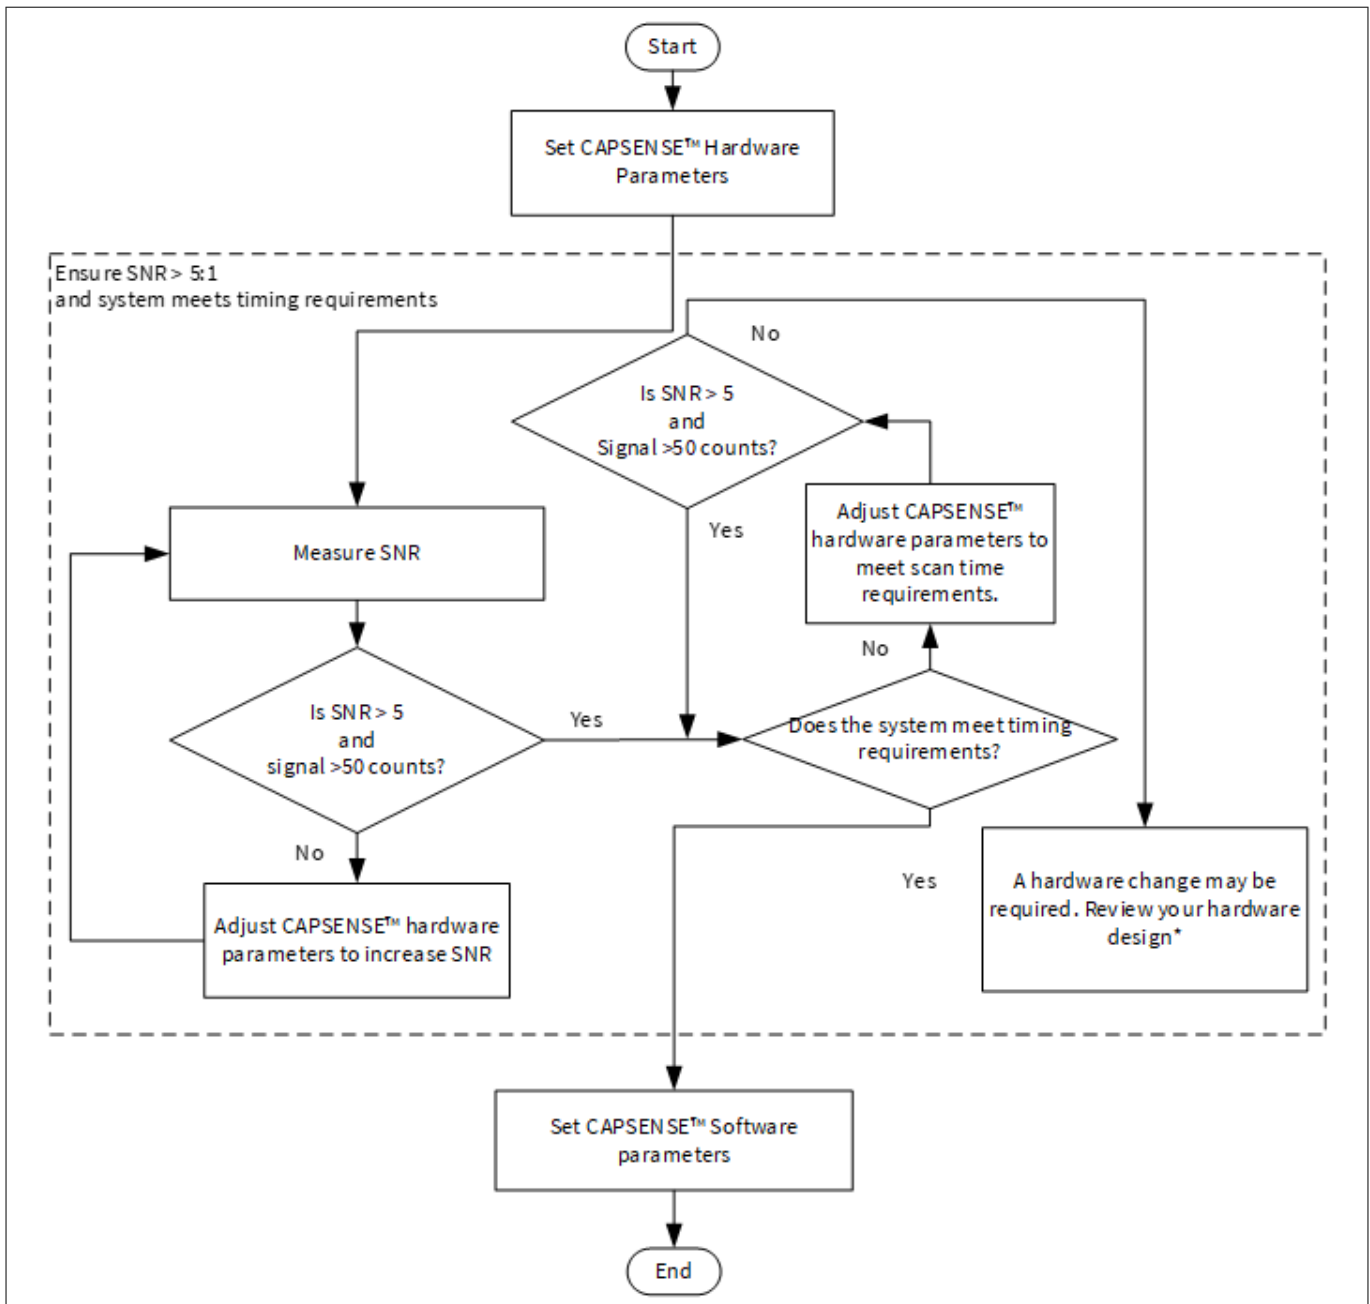 Start
Set CAPSENSE™ Hardware
Parameters
Ensure SNR > 5:1
and system meets timing requirements
No
Is SNR > 5
and
Signal >50 counts?
Yes
Adjust CAPSENSE™
hardware parameters to
meet scan time
requirements.
Measure SNR
No
Is SNR > 5
and
signal >50 counts?
Yes
Does the system meet timing
requirements?
No
Adjust CAPSENSE™ hardware
parameters to increase SNR
Yes
A hardware change may be
required. Review your hardware
design*
Set CAPSENSE™ Software
parameters
End